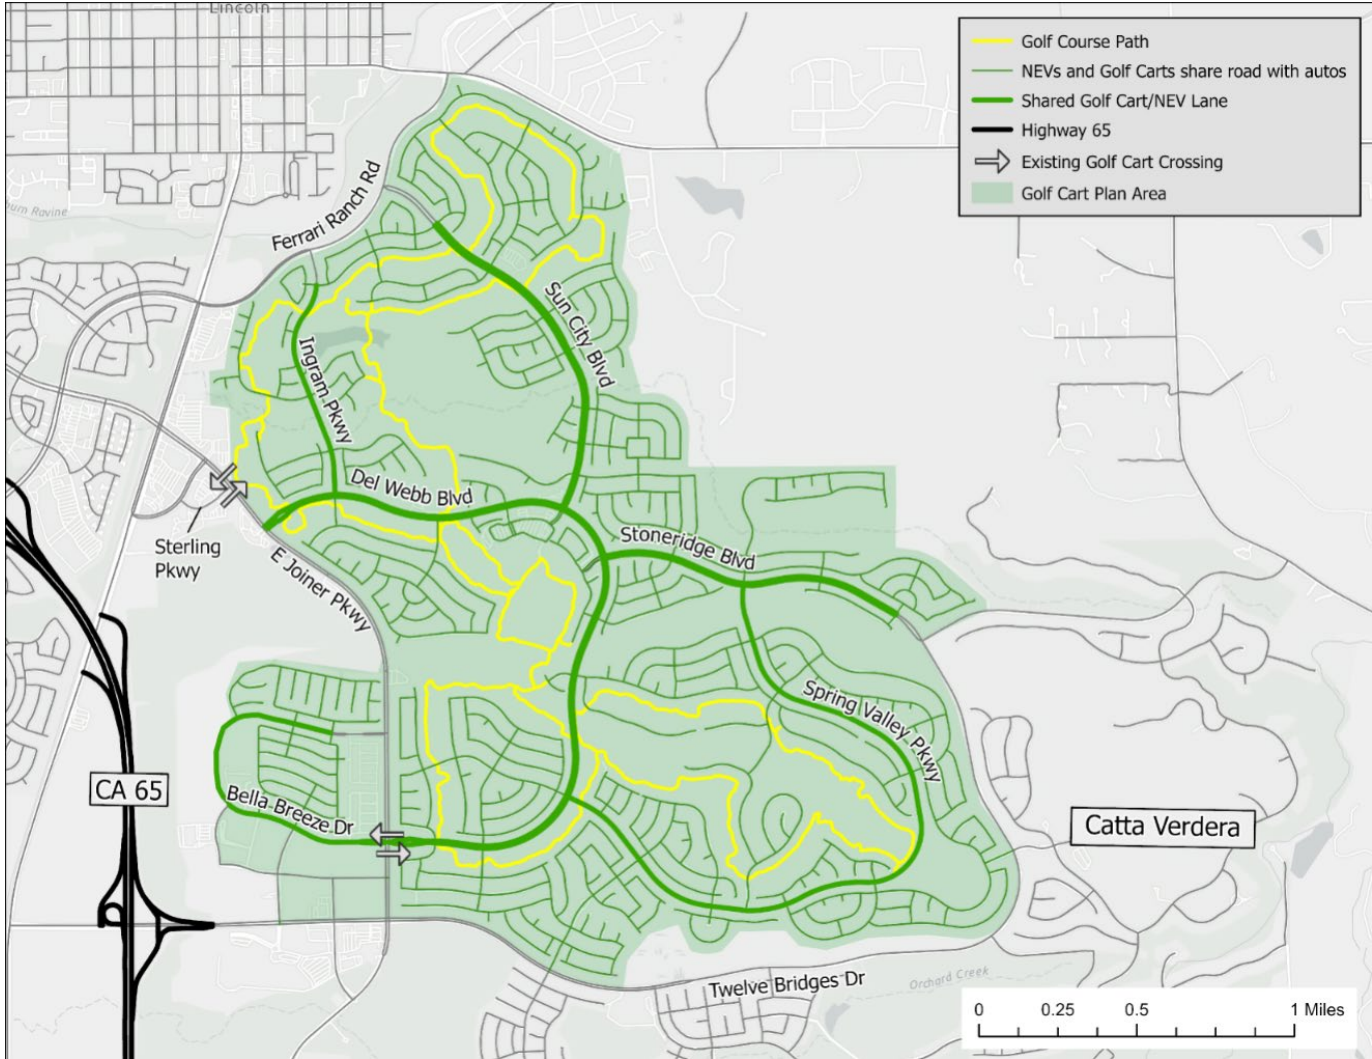 Lincoln
Golf Course Path
NEVs and Golf Carts share road with autos
Shared Golf Cart/NEV Lane
Highway 65
Existing Golf Cart Crossing
Golf Cart Plan Area
Ravine
Ferrari Ranch Rd
Sun City Blvd
Ingram Pkwy
Del Webb Blvd
Stoneridge Blvd
Sterling
Pkwy
E Joiner Pkwy
Spring Valley Pkwy
CA 65
Bella Breeze Dr
Catta Verdera
Twelve Bridges Dr
Orchard Creek
0 0.25 0.5 1 Miles